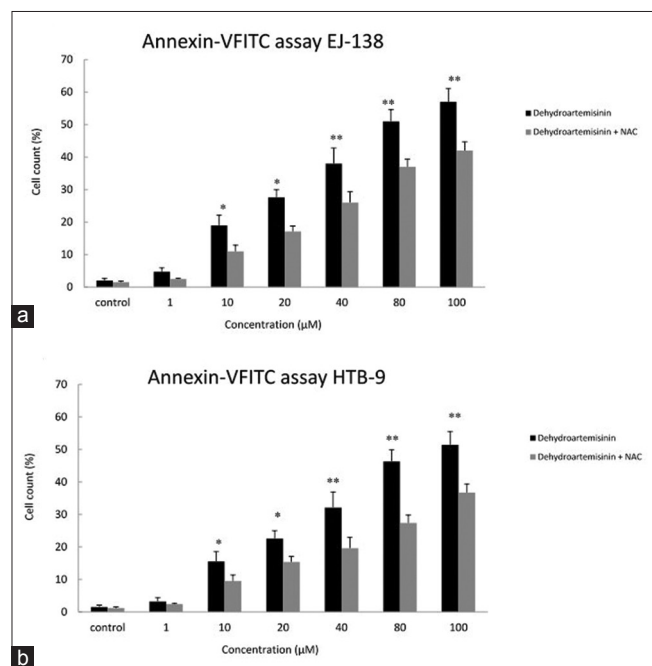 Annexin-VFITC assay EJ-138
70
60
50
40
30
20
10
0
Cell count (%)
*
*
**
**
**
control 1 10 20 40 80 100
Concentration (µM)
Dehydroartemisinin
Dehydroartemisinin + NAC
a
Annexin-VFITC assay HTB-9
70
60
50
40
30
20
10
0
Cell count (%)
*
*
**
**
**
control 1 10 20 40 80 100
Concentration (µM)
Dehydroartemisinin
Dehydroartemisinin + NAC
b